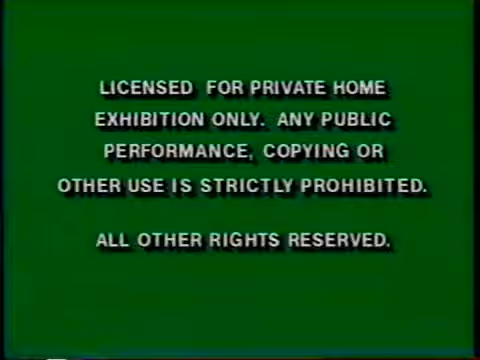 LICENSED FOR PRIVATE HOME
EXHIBITION ONLY. ANY PUBLIC
PERFORMANCE, COPYING OR
OTHER USE IS STRICTLY PROHIBITED.
ALL OTHER RIGHTS RESERVED.